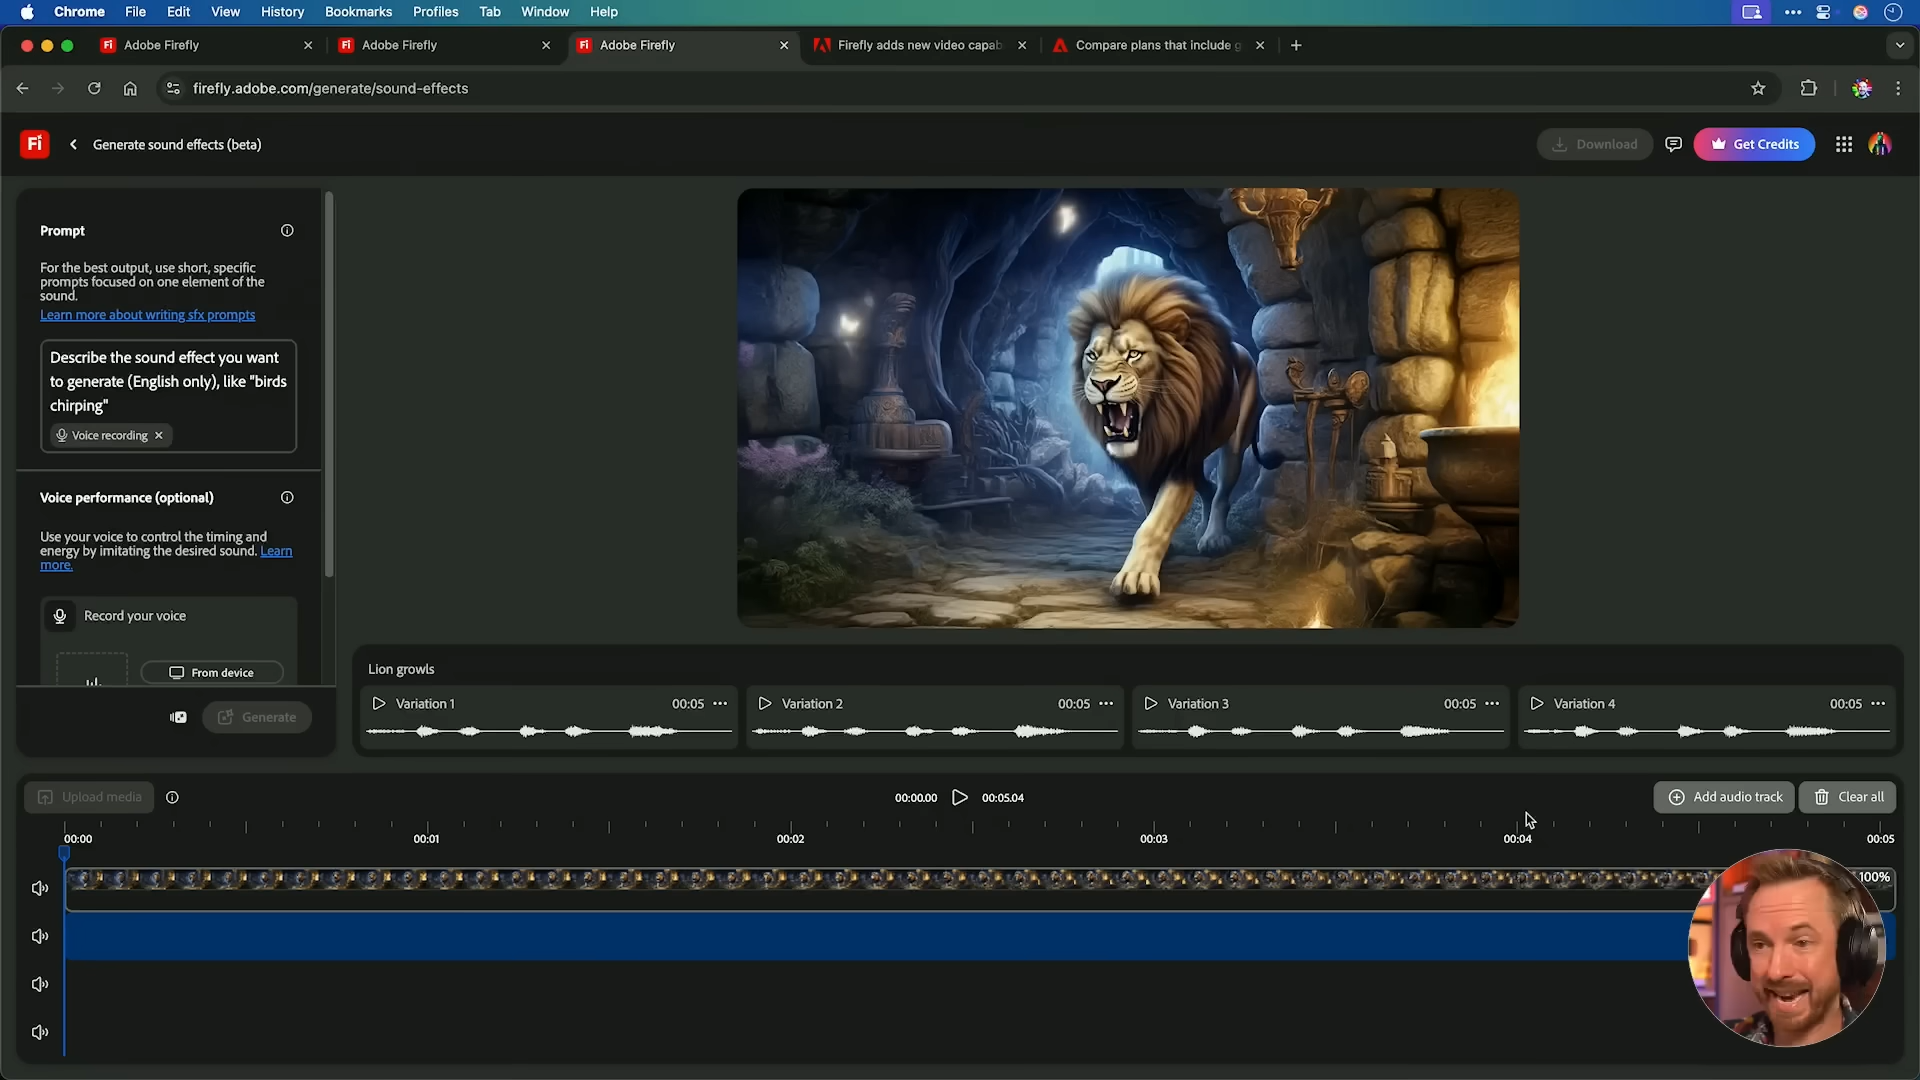 Chrome File Edit View History Bookmarks Profiles Tab Window Help
Adobe Firefly
Adobe Firefly
Adobe Firefly
Firefly adds new video capab
Compare plans that include g
firefly.adobe.com/generate/sound-effects
Fi
Generate sound effects (beta)
Download
Get Credits
Prompt
For the best output, use short, specific
prompts focused on one element of the
sound.
Learn more about writing sfx prompts
Describe the sound effect you want
to generate (English only), like "birds
chirping"
Voice recording
Voice performance (optional)
Use your voice to control the timing and
energy by imitating the desired sound. Learn
more.
Record your voice
From device
Generate
Lion growls
Variation 1 00:05
Variation 2 00:05
Variation 3 00:05
Variation 4 00:05
Upload media
00:00.00 00:05.04
Add audio track
Clear all
00:00 00:01 00:02 00:03 00:04 00:05
100%